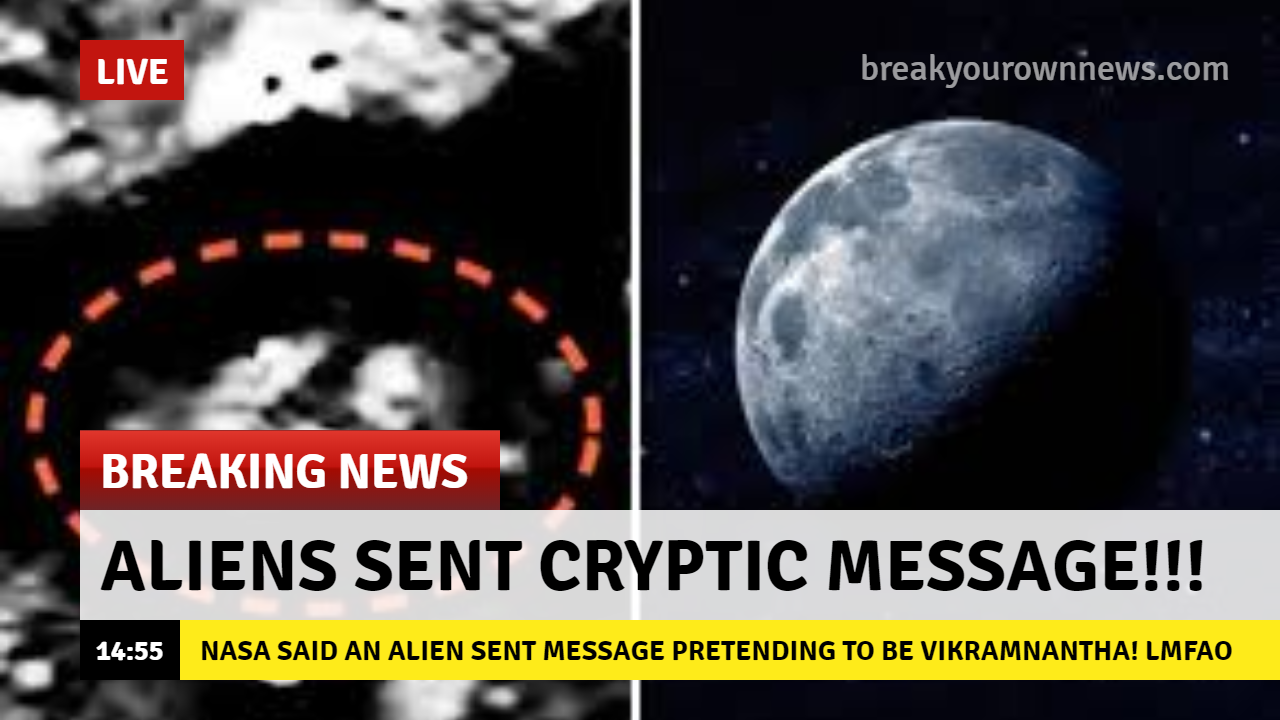 LIVE
breakyourownnews.com
BREAKING NEWS
ALIENS SENT CRYPTIC MESSAGE!!!
14:55
NASA SAID AN ALIEN SENT MESSAGE PRETENDING TO BE VIKRAMNANTHA! LMFAO